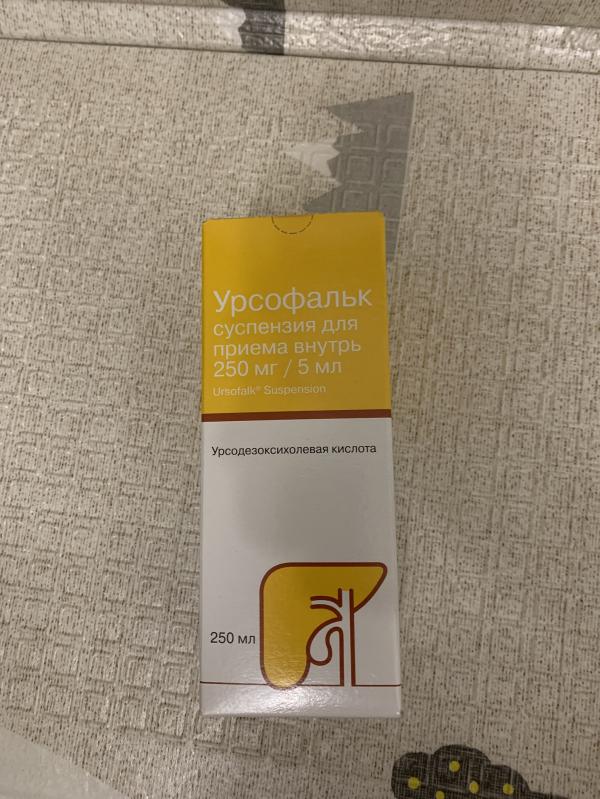 Урсофальк
суспензия для
приема внутрь
250 мг / 5 мл
Ursofalk® Suspension
Урсодезоксихолевая кислота
250 мл